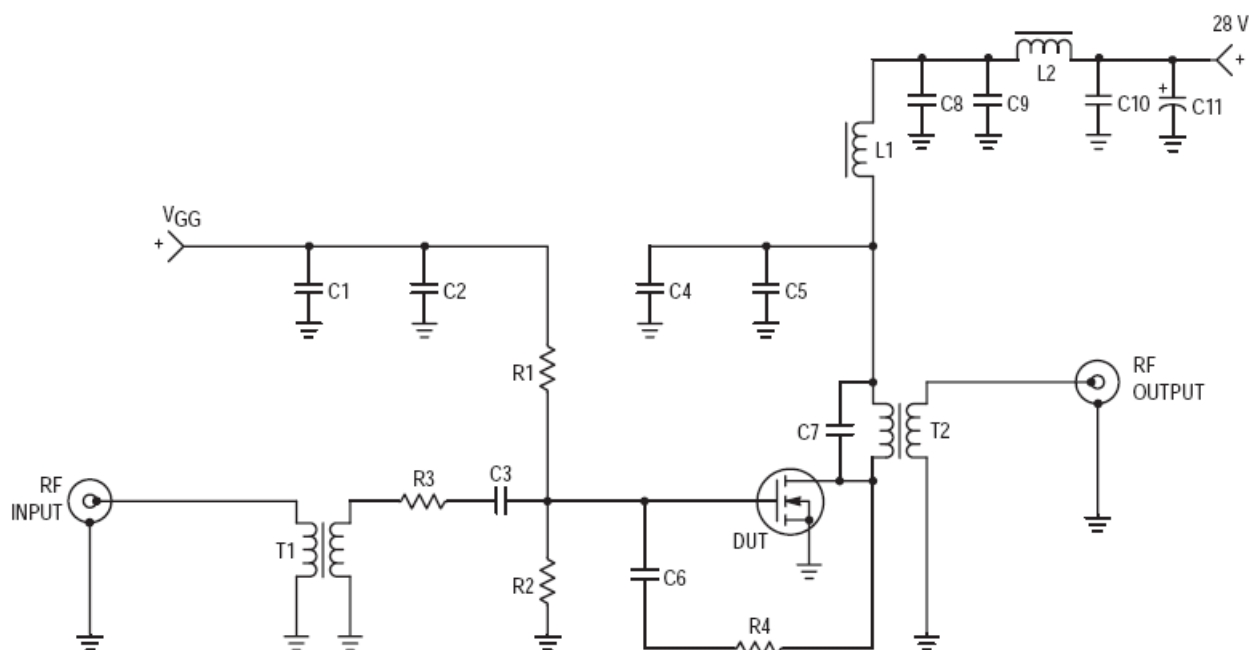 28 V
+
L2
C8
C9
C10
+
C11
L1
VGG
+
C1
C2
C4
C5
R1
RF
OUTPUT
C7
T2
R3
C3
RF
INPUT
T1
DUT
R2
C6
R4